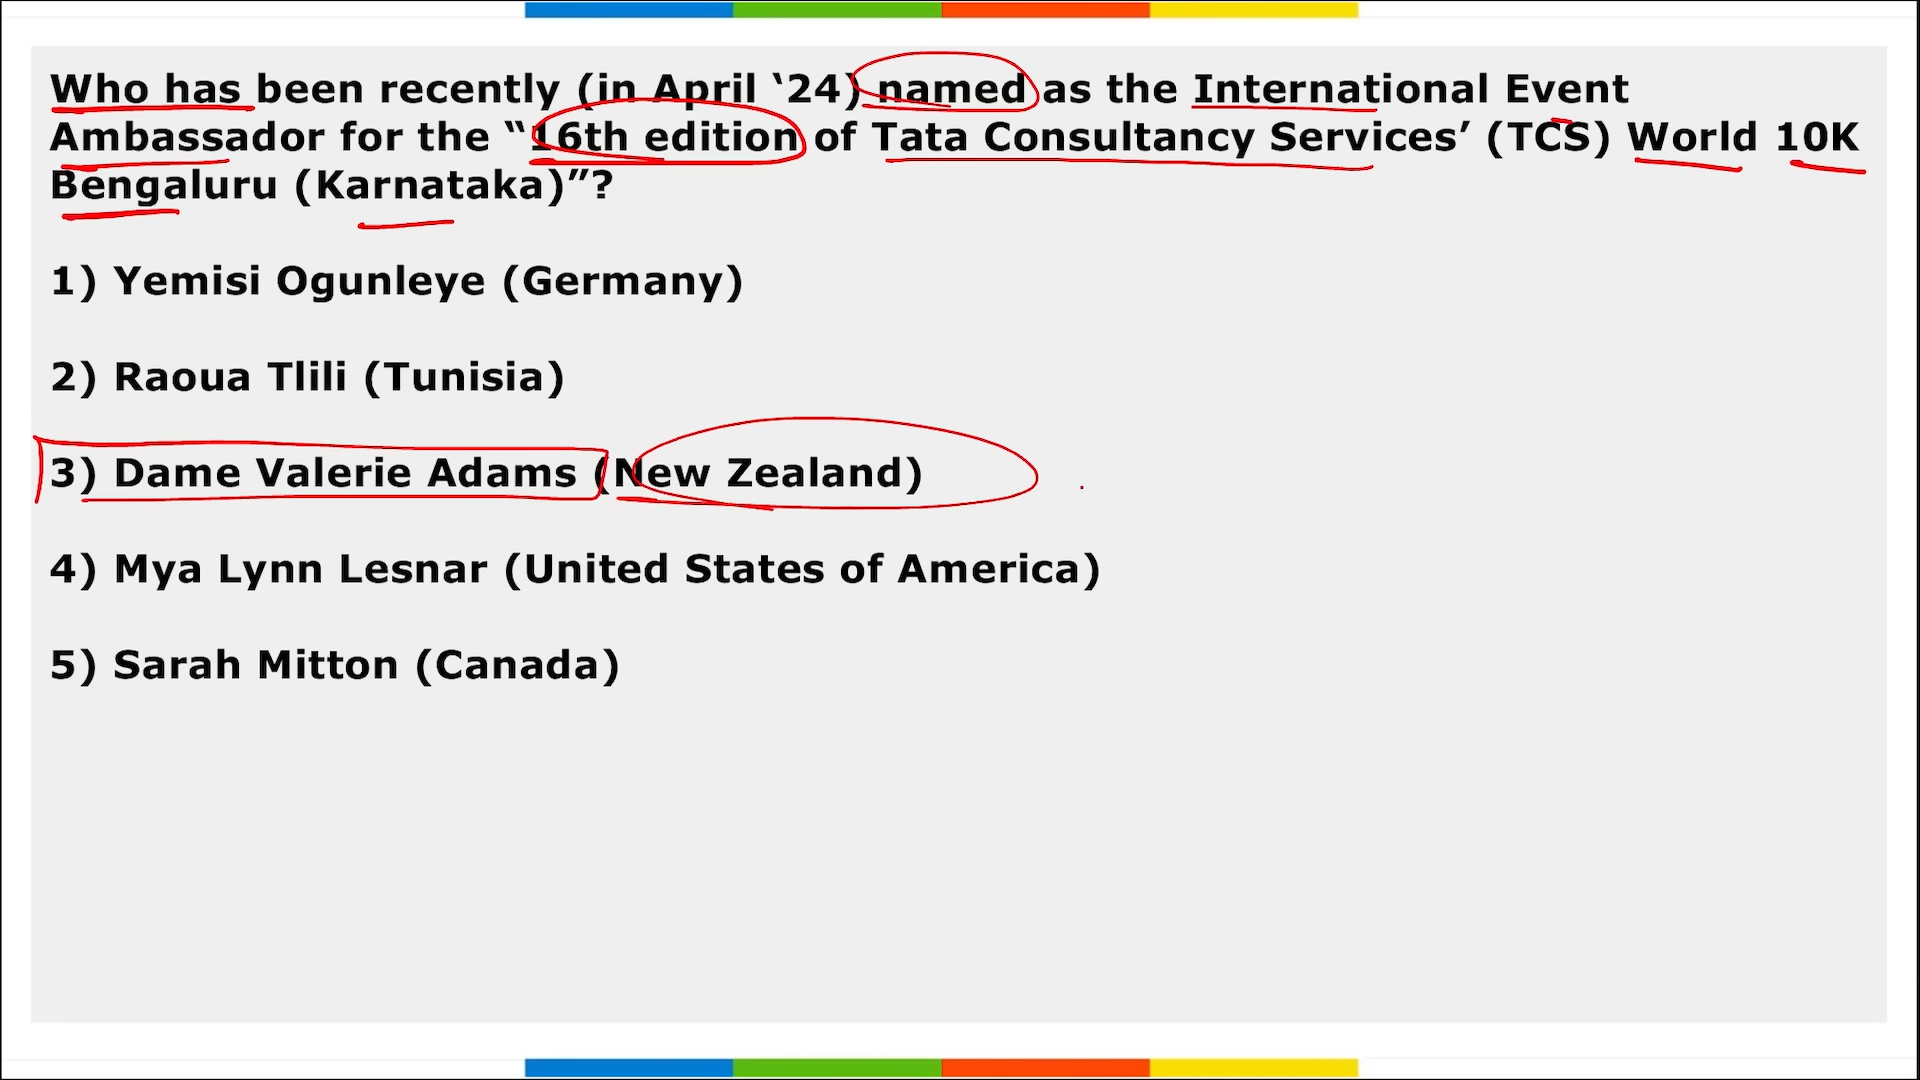 Who has been recently (in April ‘24) named as the International Event
Ambassador for the “16th edition of Tata Consultancy Services’ (TCS) World 10K
Bengaluru (Karnataka)”?
1) Yemisi Ogunleye (Germany)
2) Raoua Tlili (Tunisia)
3) Dame Valerie Adams (New Zealand)
4) Mya Lynn Lesnar (United States of America)
5) Sarah Mitton (Canada)